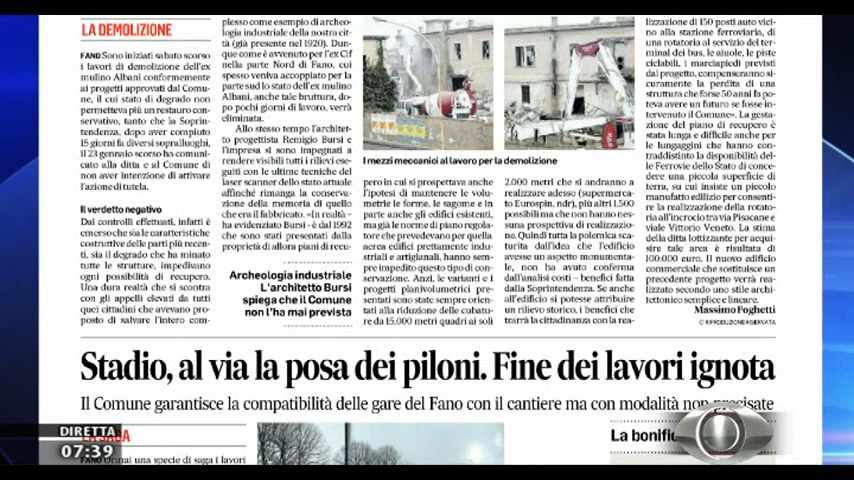 LA DEMOLIZIONE
FANO Sono iniziati sabato scorso
i lavori di demolizione dell'ex
mulino Albani conformemente
ai progetti approvati dal Comu-
ne, il cui stato di degrado non
permetteva più un restauro con-
servativo, tanto che la Soprin-
tendenza, dopo aver compiuto
15 giorni fa diversi sopralluoghi,
il 23 gennaio scorso ha comuni-
cato alla ditta e al Comune di
non aver intenzione di attivare
l'azione di tutela.
Il verdetto negativo
Dai controlli effettuati, infatti è
emerso che sia le caratteristiche
costruttive delle parti più recen-
ti, sia il degrado che ha minato
tutte le strutture, impedivano
ogni possibilità di recupero.
Una dura realtà che si scontra
con gli appelli elevati da tutti
quei cittadini che avevano pro-
posto di salvare l'intero com-
plesso come esempio di archeo-
logia industriale della nostra cit-
tà (già presente nel 1920). Dun-
que come è avvenuto per l'ex Cif
nella parte Nord di Fano, cui
spesso veniva accoppiato per la
parte sud lo stato dell'ex mulino
Albani, anche tale bruttura, do-
po pochi giorni di lavoro, verrà
eliminata.
Allo stesso tempo l'architet-
to progettista Remigio Bursi e
l'impresa si sono impegnati a
rendere visibili tutti i rilievi ese-
guiti con le ultime tecniche del
laser scanner dello stato attuale
affinché rimanga la conserva-
zione della memoria di quello
che era il fabbricato. «In realtà –
ha evidenziato Bursi - è dal 1992
che sono stati presentati dalla
proprietà di allora piani di recu-
Archeologia industriale
L'architetto Bursi
spiega che il Comune
non l'ha mai prevista
I mezzi meccanici al lavoro per la demolizione
pero in cui si prospettava anche
l'ipotesi di mantenere le volu-
metrie le forme, le sagome e in
parte anche gli edifici esistenti,
ma già le norme di piano regola-
tore che prevedevano per quella
aerea edifici prettamente indu-
striali e artigianali, hanno sem-
pre impedito questo tipo di con-
servazione. Anzi, le varianti e i
progetti planivolumetrici pre-
sentati sono state sempre orien-
tati alla riduzione delle cubatu-
re da 15.000 metri quadri ai soli
2.000 metri che si andranno a
realizzare adesso (supermerca-
to Eurospin, ndr), più altri 1.500
possibili ma che non hanno nes-
suna prospettiva di realizzazio-
ne. Quindi tutta la polemica sca-
turita dall'idea che l'edificio
avesse un aspetto monumenta-
le, non ha avuto conferma
dall'analisi costi – benefici fatta
dalla Soprintendenza. Se anche
all'edificio si potesse attribuire
un rilievo storico, i benefici che
trarrà la cittadinanza con la rea-
lizzazione di 150 posti auto vici-
no alla stazione ferroviaria, di
una rotatoria al servizio del ter-
minal dei bus, le aiuole, le piste
ciclabili, i marciapiedi previsti
dal progetto, compenseranno si-
curamente la perdita di una
struttura che forse 50 anni fa po-
teva avere un futuro se fosse in-
tervenuto il Comune». La gestio-
ne del piano di recupero è stata
lunga e difficile anche per
le lungaggini che hanno con-
traddistinto la disponibilità del-
le Ferrovie dello Stato di conce-
dere una piccola superficie di
terra, su cui insiste un piccolo
manufatto edilizio per consenti-
re la realizzazione della rotato-
ria all'incrocio tra via Pisacane e
viale Vittorio Veneto. La stima
della ditta lottizzante per acqui-
sire tale area è risultata di
100.000 euro. Il nuovo edificio
commerciale che sostituisce un
precedente progetto verrà rea-
lizzato secondo uno stile archi-
tettonico semplice e lineare.
Massimo Foghetti
© RIPRODUZIONE RISERVATA
Stadio, al via la posa dei piloni. Fine dei lavori ignota
Il Comune garantisce la compatibilità delle gare del Fano con il cantiere ma con modalità non precisate
LA SAGA
FANO Ormai una specie di saga i lavori
La bonifi
DIRETTA
07:39